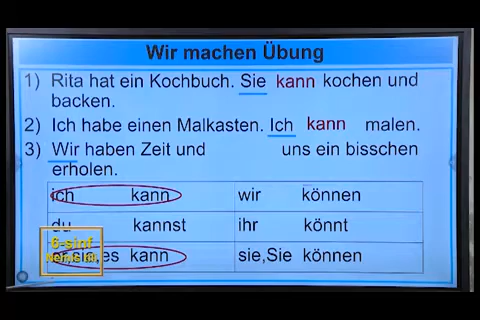 Wir machen Übung
1) Rita hat ein Kochbuch. Sie kann kochen und
backen.
2) Ich habe einen Malkasten. Ich kann malen.
3) Wir haben Zeit und uns ein bisschen
erholen.
ich kann wir können
du kannst ihr könnt
es kann sie,Sie können
6-sinf